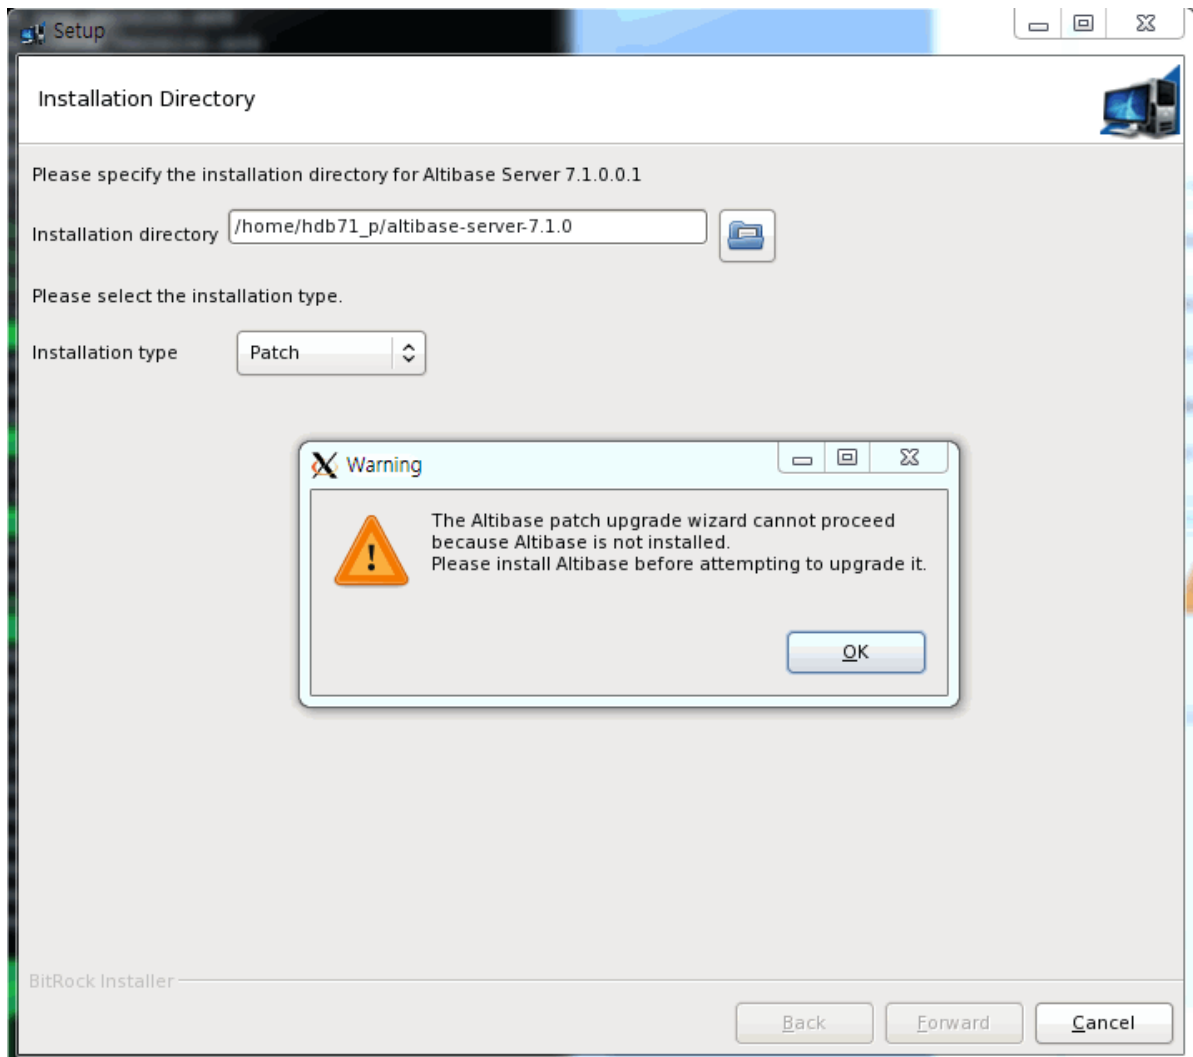 Setup
Installation Directory
Please specify the installation directory for Altibase Server 7.1.0.0.1
Installation directory /home/hdb71_p/altibase-server-7.1.0
Please select the installation type.
Installation type Patch
Warning
The Altibase patch upgrade wizard cannot proceed
because Altibase is not installed.
Please install Altibase before attempting to upgrade it.
OK
BitRock Installer
Back Forward Cancel